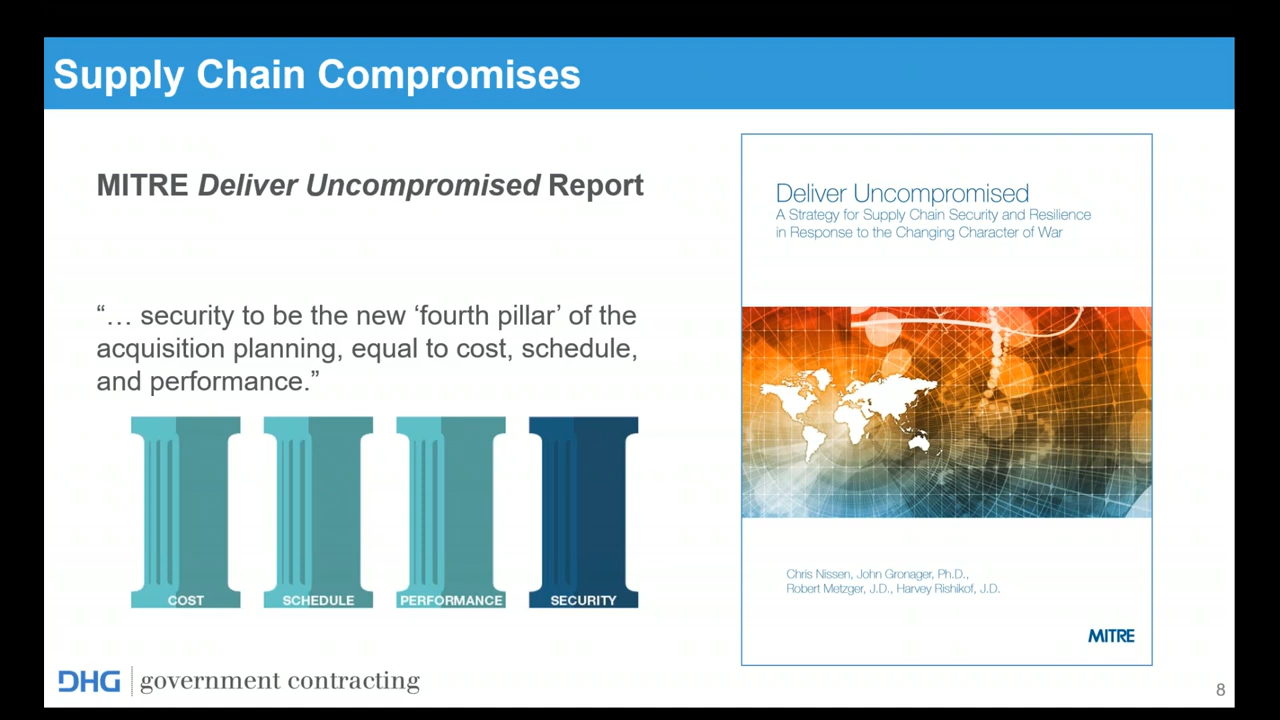 Supply Chain Compromises
MITRE Deliver Uncompromised Report
“… security to be the new ‘fourth pillar’ of the
acquisition planning, equal to cost, schedule,
and performance.”
COST
SCHEDULE
PERFORMANCE
SECURITY
Deliver Uncompromised
A Strategy for Supply Chain Security and Resilience
in Response to the Changing Character of War
Chris Nissen, John Gronager, Ph.D.,
Robert Metzger, J.D., Harvey Rishikof, J.D.
MITRE
DHG government contracting
8